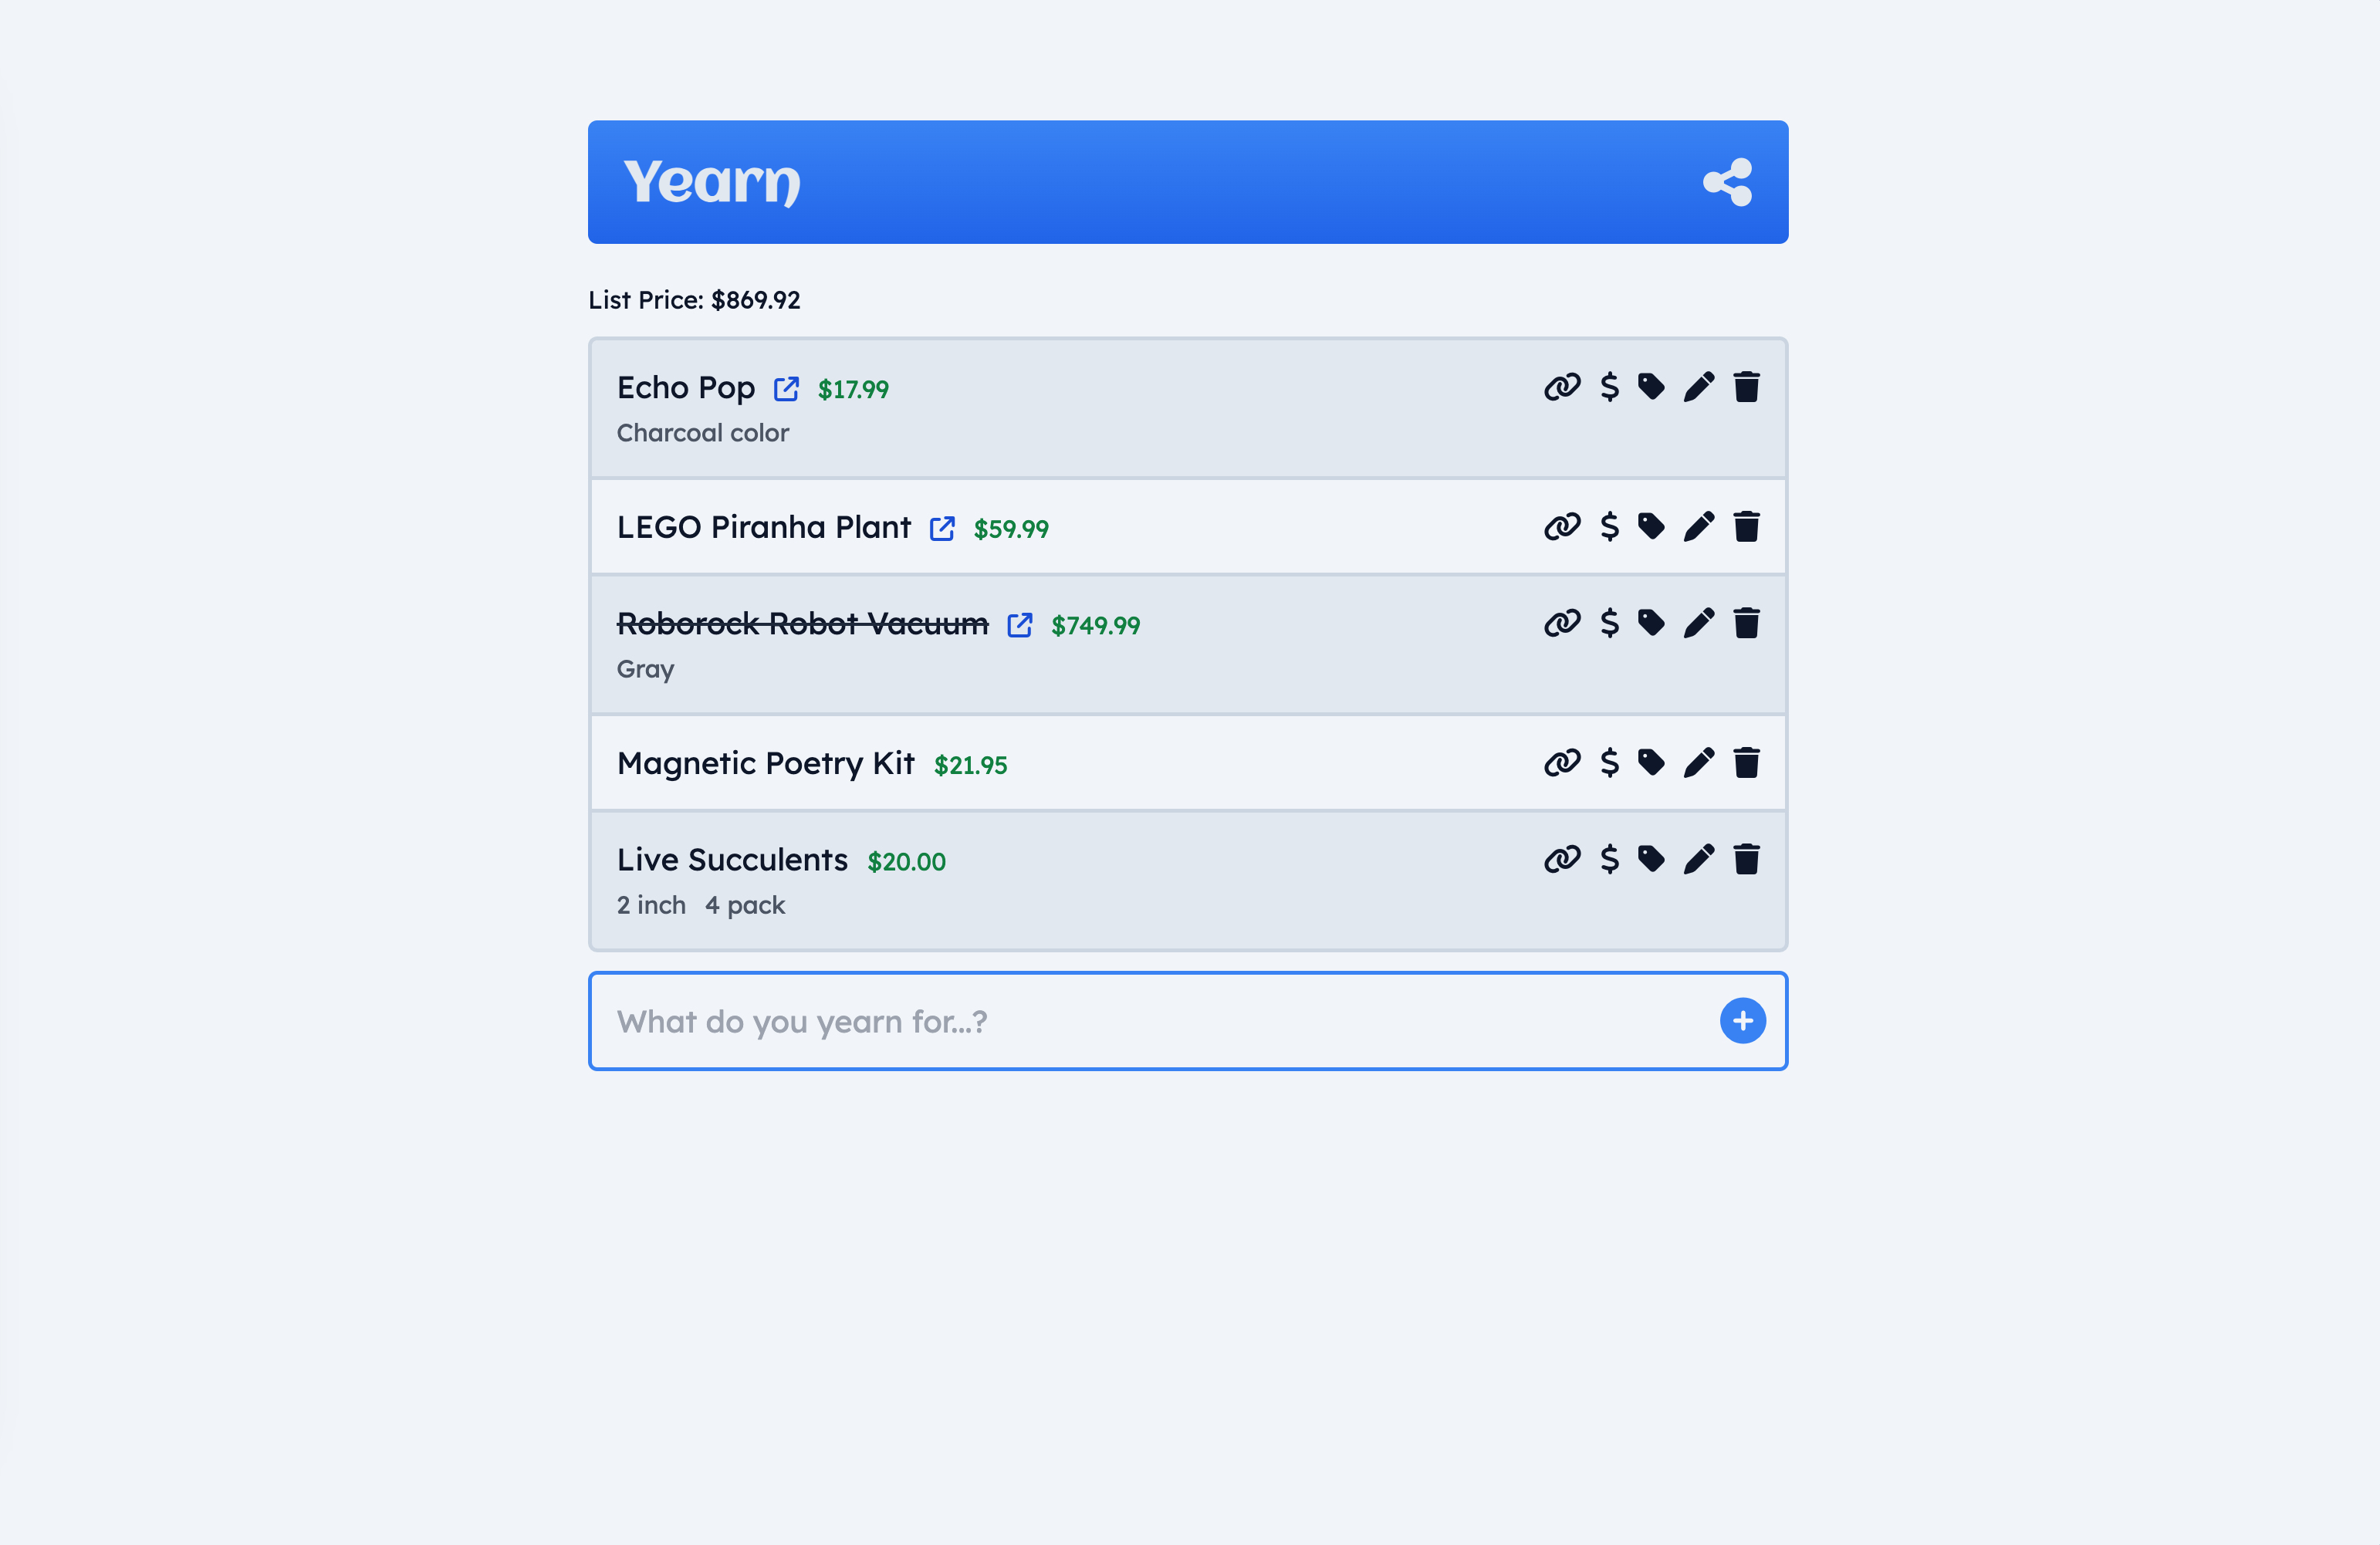 Yearn
List Price: $869.92
Echo Pop $17.99
Charcoal color
LEGO Piranha Plant $59.99
Roborock Robot Vacuum $749.99
Gray
Magnetic Poetry Kit $21.95
Live Succulents $20.00
2 inch 4 pack
What do you yearn for...?